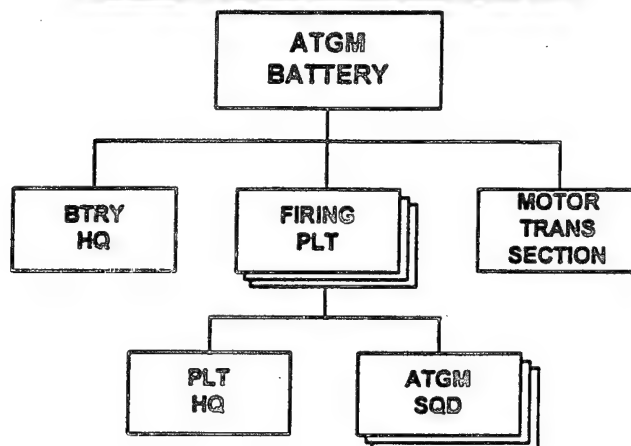 ATGM
BATTERY
BTRY
HQ
FIRING
PLT
MOTOR
TRANS
SECTION
PLT
HQ
ATGM
SQD